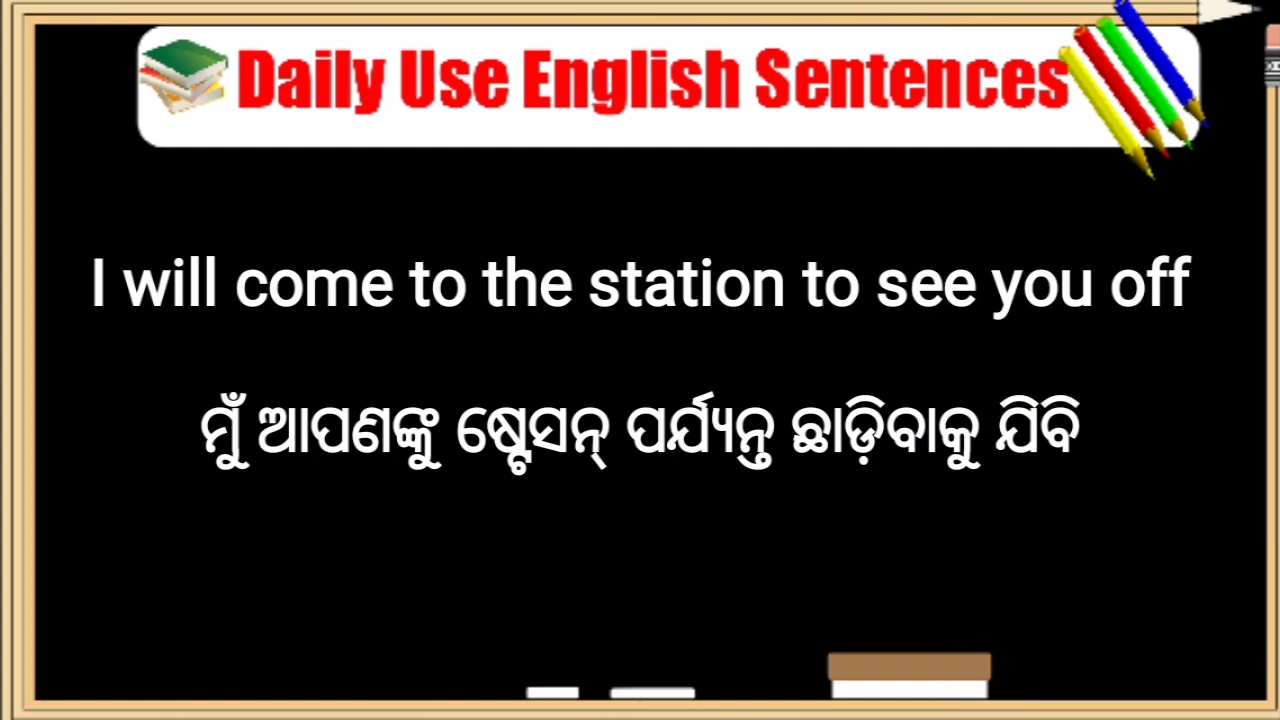 Daily Use English Sentences
I will come to the station to see you off
ମୁଁ ଆପଣଙ୍କୁ ଷ୍ଟେସନ୍ ପର୍ଯ୍ୟନ୍ତ ଛାଡ଼ିବାକୁ ଯିବି